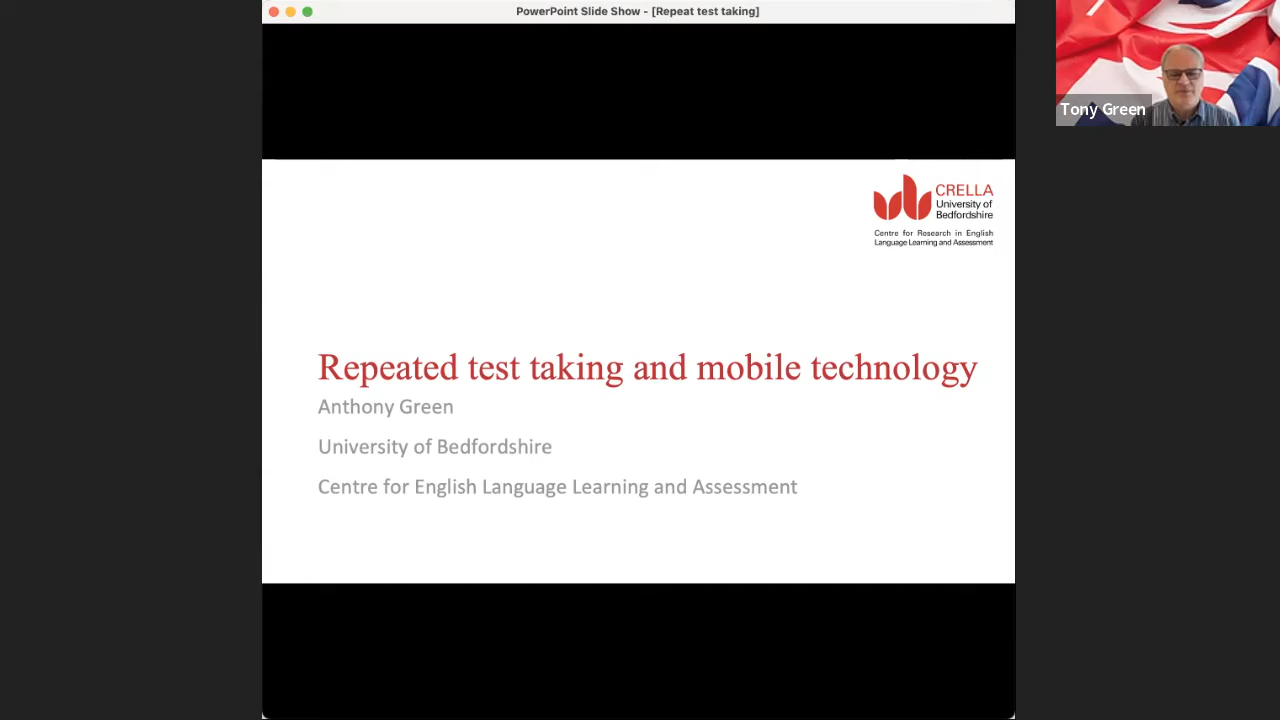 PowerPoint Slide Show - [Repeat test taking]
Tony Green
CRELLA
University of
Bedfordshire
Centre for Research in English
Language Learning and Assessment
Repeated test taking and mobile technology
Anthony Green
University of Bedfordshire
Centre for English Language Learning and Assessment